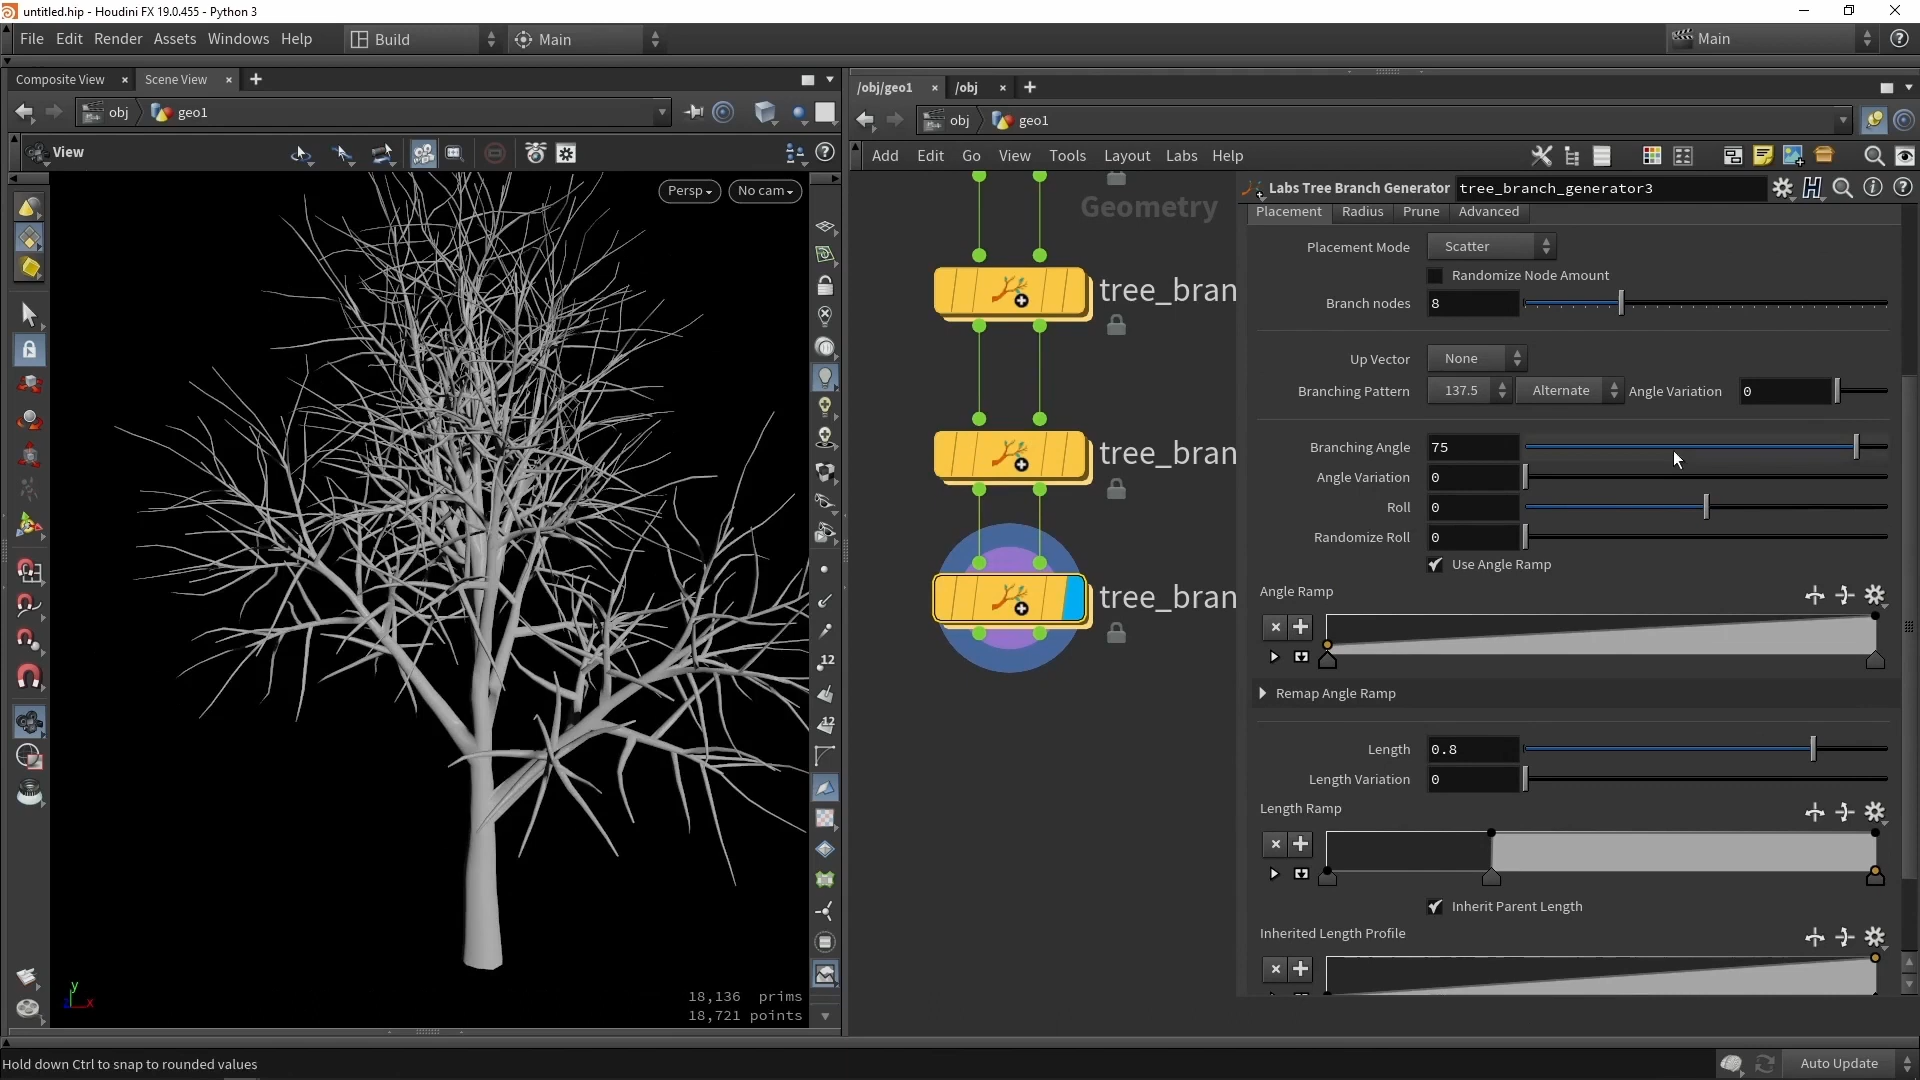 untitled.hip - Houdini FX 19.0.455 - Python 3
File Edit Render Assets Windows Help Build Main Main
Composite View × Scene View × +
obj geo1
View
Persp No cam
12
12
y
x
z
18,136 prims
18,721 points
/obj/geo1 × /obj × +
obj geo1
Add Edit Go View Tools Layout Labs Help
Geometry
tree_bran
tree_bran
tree_bran
Labs Tree Branch Generator tree_branch_generator3
Placement Radius Prune Advanced
Placement Mode Scatter
Randomize Node Amount
Branch nodes 8
Up Vector None
Branching Pattern 137.5 Alternate Angle Variation 0
Branching Angle 75
Angle Variation 0
Roll 0
Randomize Roll 0
Use Angle Ramp
Angle Ramp
Remap Angle Ramp
Length 0.8
Length Variation 0
Length Ramp
Inherit Parent Length
Inherited Length Profile
Hold down Ctrl to snap to rounded values
Auto Update